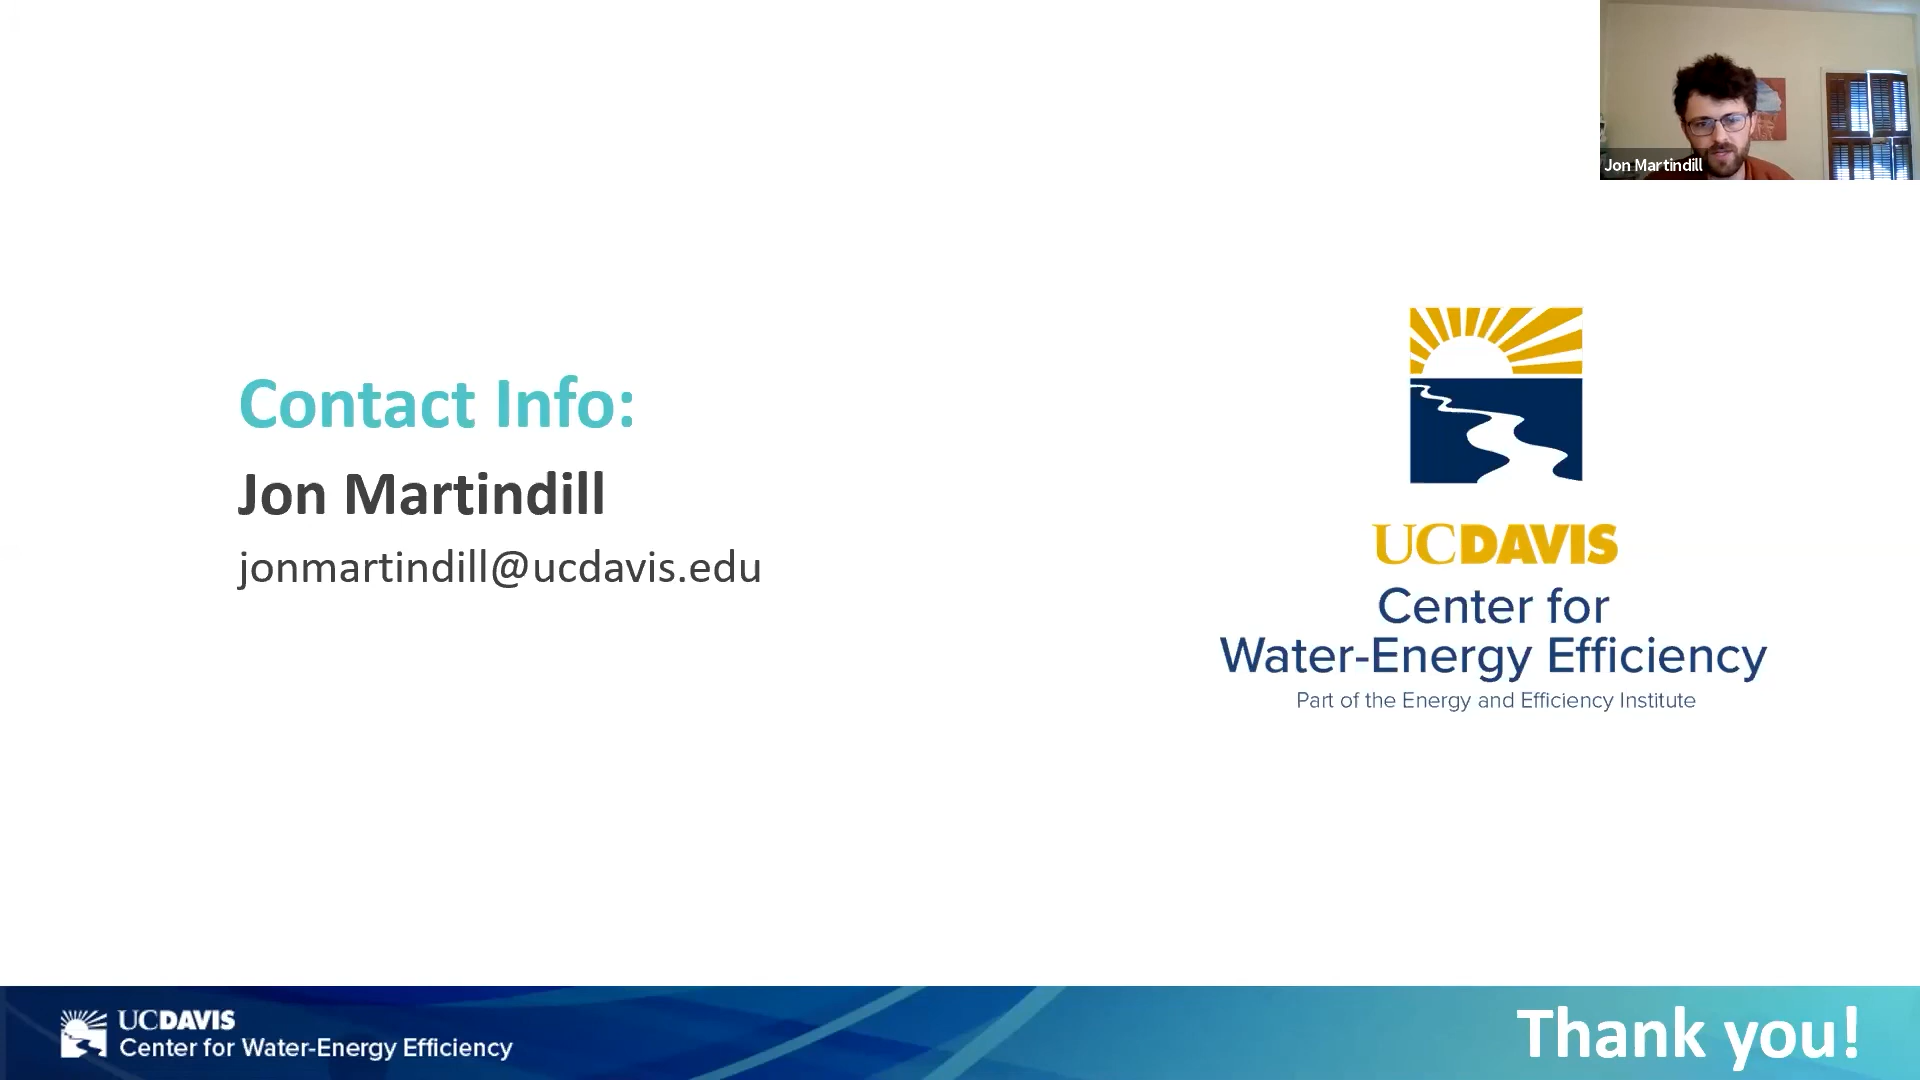 Jon Martindill
Contact Info:
Jon Martindill
jonmartindill@ucdavis.edu
UCDAVIS
Center for
Water-Energy Efficiency
Part of the Energy and Efficiency Institute
UCDAVIS
Center for Water-Energy Efficiency
Thank you!